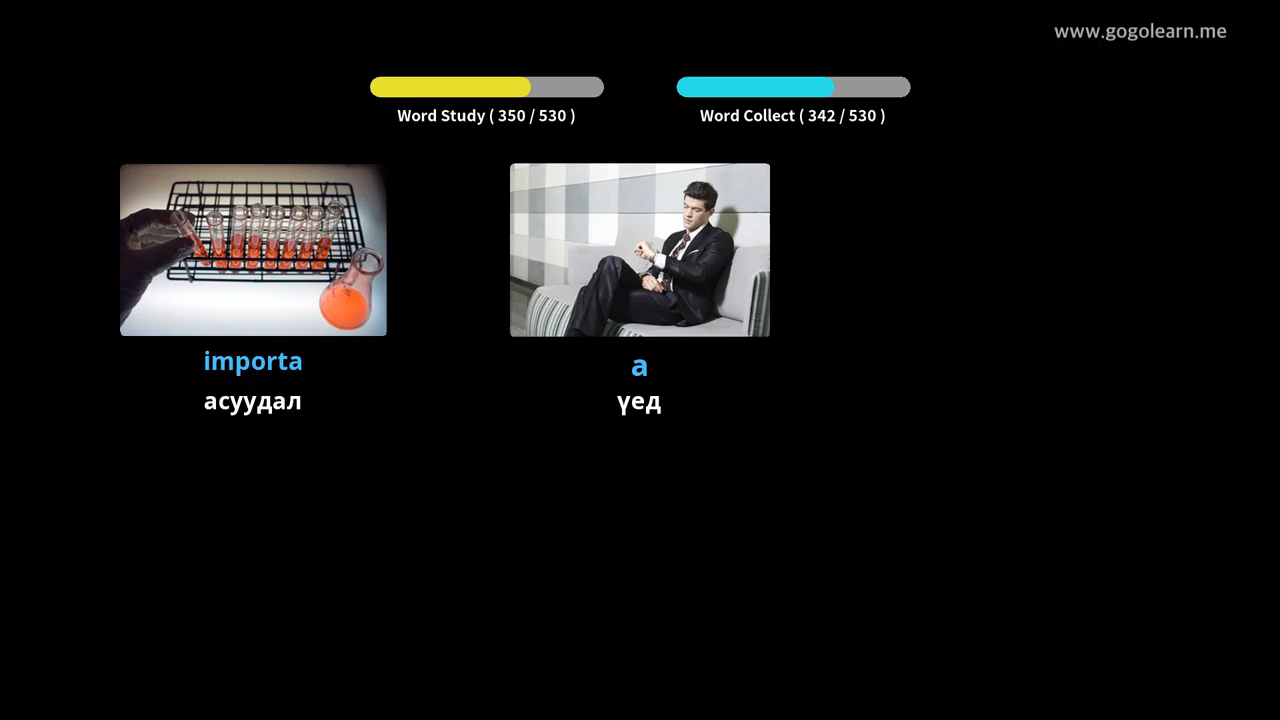 www.gogolearn.me
Word Study ( 350 / 530 )
Word Collect ( 342 / 530 )
importa
асуудал
a
үед